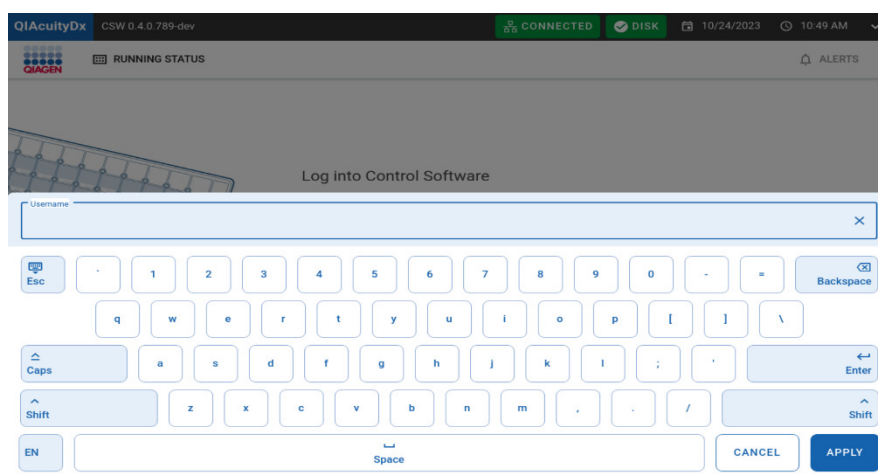 QIAcuityDx CSW 0.4.0.789-dev CONNECTED DISK 10/24/2023 10:49 AM
QIAGEN RUNNING STATUS ALERTS
Log into Control Software
Username
Esc ` 1 2 3 4 5 6 7 8 9 0 - = Backspace
q w e r t y u i o p [ ] \
Caps a s d f g h j k l ; ' Enter
Shift z x c v b n m , . / Shift
EN Space CANCEL APPLY